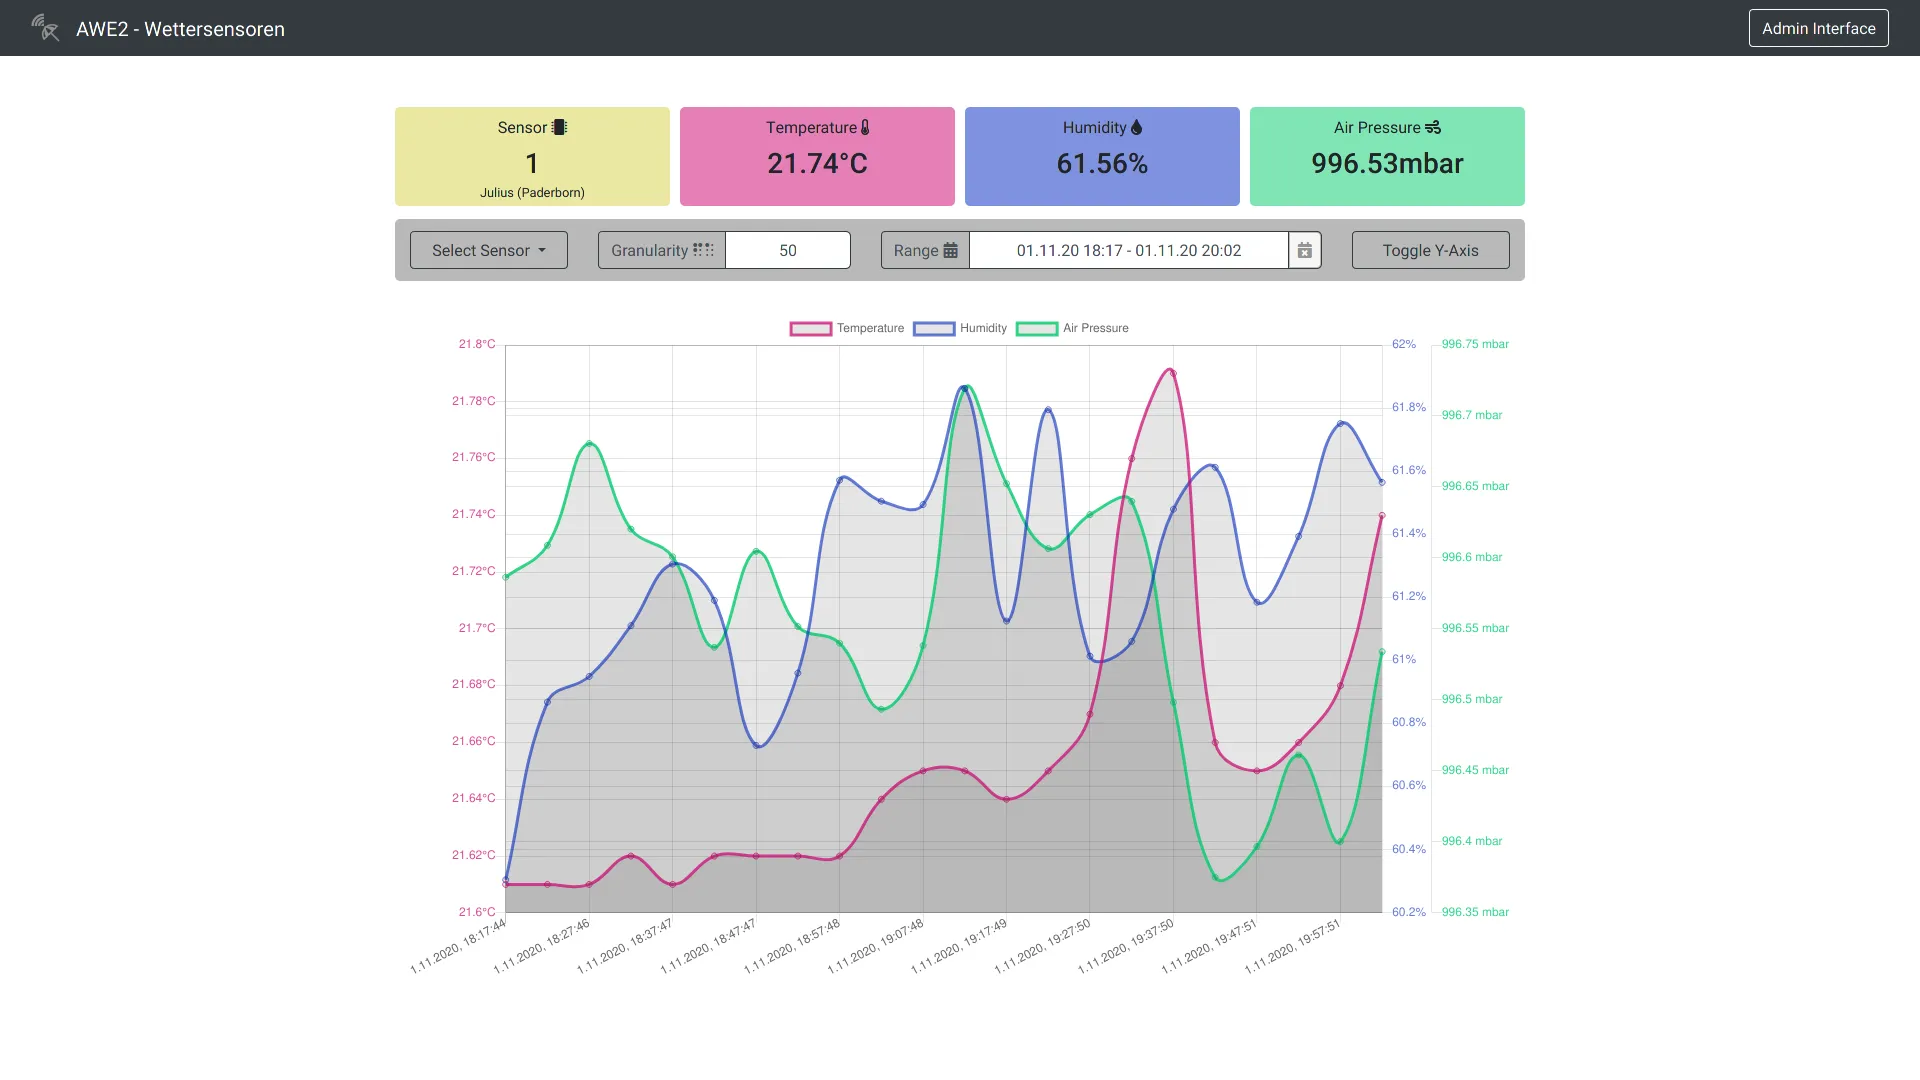 AWE2 - Wettersensoren
Admin Interface
Sensor
1
Julius (Paderborn)
Temperature
21.74°C
Humidity
61.56%
Air Pressure
996.53mbar
Select Sensor
Granularity
50
Range
01.11.20 18:17 - 01.11.20 20:02
Toggle Y-Axis
Temperature
Humidity
Air Pressure
21.8°C
21.78°C
21.76°C
21.74°C
21.72°C
21.7°C
21.68°C
21.66°C
21.64°C
21.62°C
21.6°C
62%
61.8%
61.6%
61.4%
61.2%
61%
60.8%
60.6%
60.4%
60.2%
996.75 mbar
996.7 mbar
996.65 mbar
996.6 mbar
996.55 mbar
996.5 mbar
996.45 mbar
996.4 mbar
996.35 mbar
1.11.2020, 18:17:44
1.11.2020, 18:27:46
1.11.2020, 18:37:47
1.11.2020, 18:47:47
1.11.2020, 18:57:48
1.11.2020, 19:07:48
1.11.2020, 19:17:49
1.11.2020, 19:27:50
1.11.2020, 19:37:50
1.11.2020, 19:47:51
1.11.2020, 19:57:51